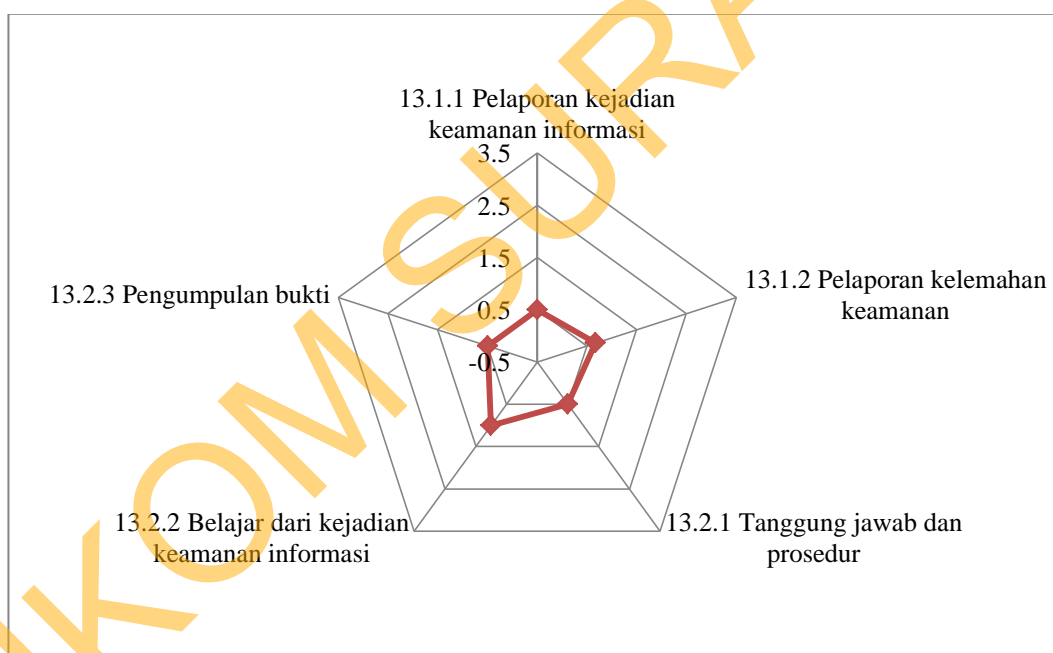 13.1.1 Pelaporan kejadian
keamanan informasi
3.5
2.5
1.5
0.5
-0.5
13.1.2 Pelaporan kelemahan
keamanan
13.2.1 Tanggung jawab dan
prosedur
13.2.2 Belajar dari kejadian
keamanan informasi
13.2.3 Pengumpulan bukti
KOM SURA